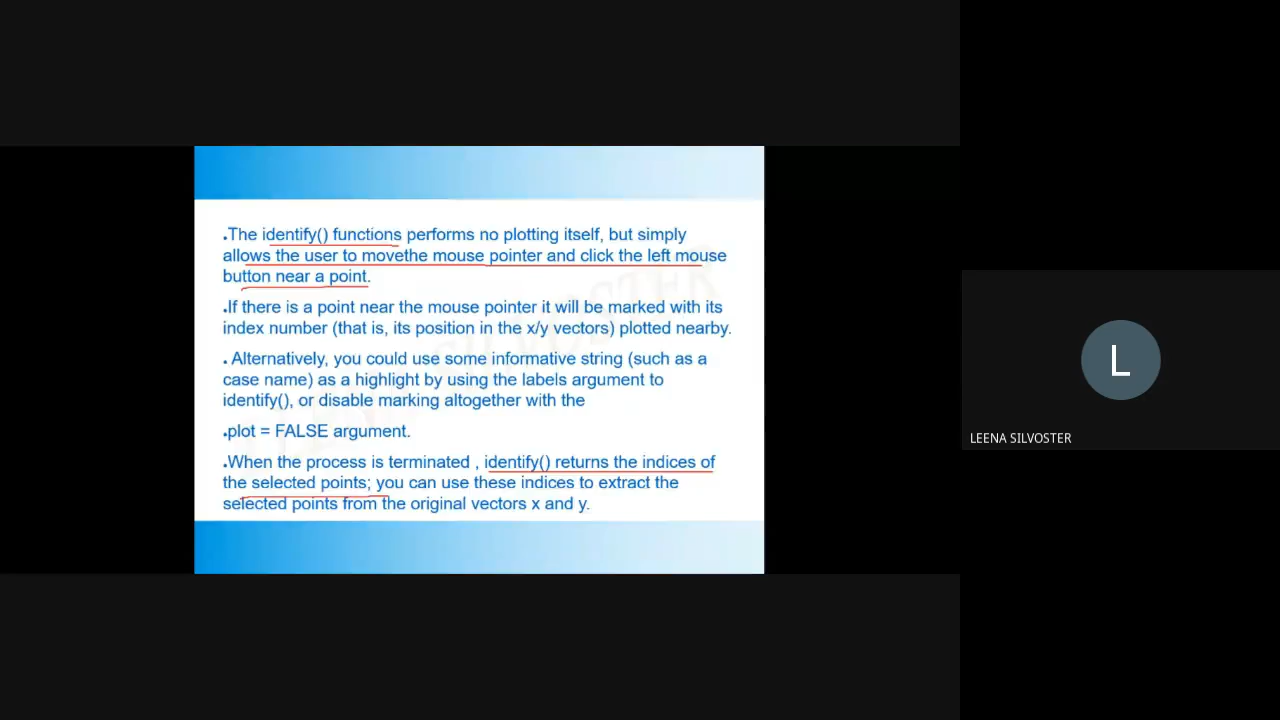 .The identify() functions performs no plotting itself, but simply
allows the user to movethe mouse pointer and click the left mouse
button near a point.
.If there is a point near the mouse pointer it will be marked with its
index number (that is, its position in the x/y vectors) plotted nearby.
. Alternatively, you could use some informative string (such as a
case name) as a highlight by using the labels argument to
identify(), or disable marking altogether with the
.plot = FALSE argument.
.When the process is terminated , identify() returns the indices of
the selected points; you can use these indices to extract the
selected points from the original vectors x and y.
L
LEENA SILVOSTER